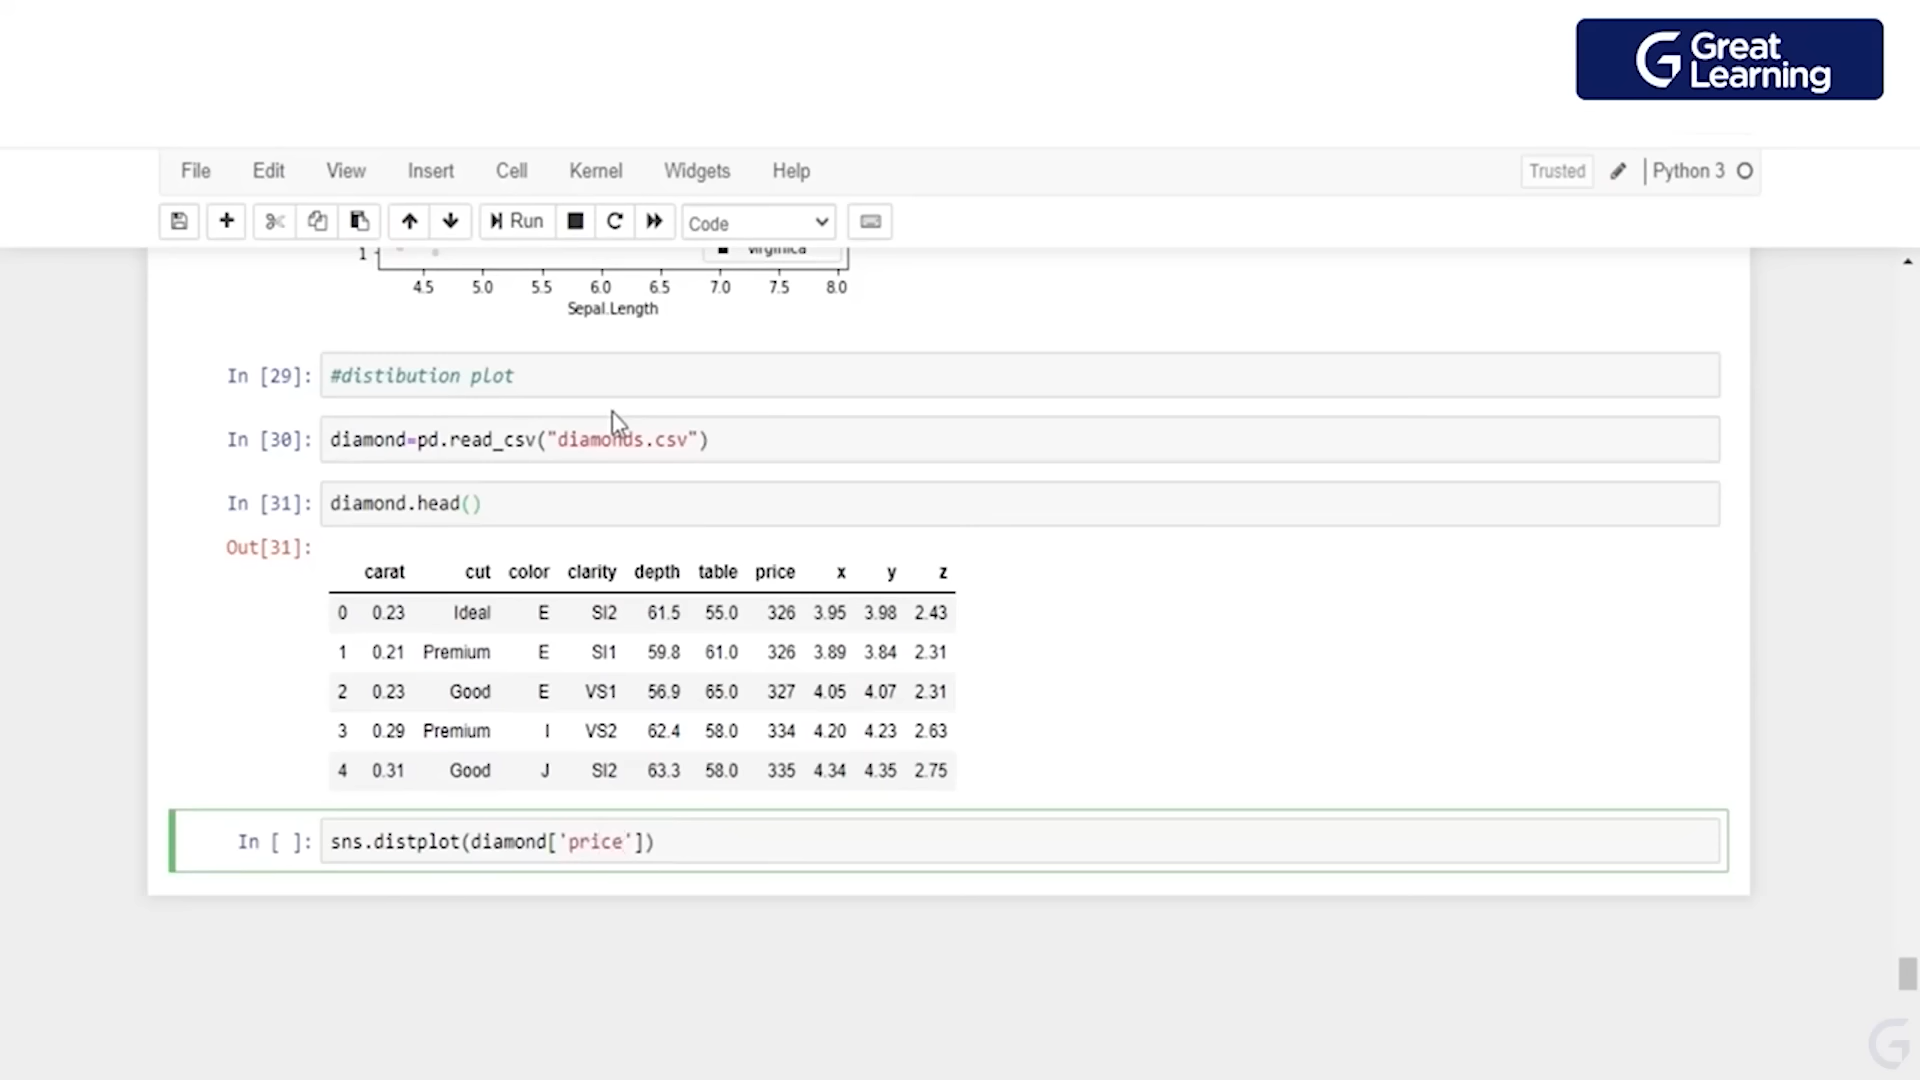 Great
Learning
File Edit View Insert Cell Kernel Widgets Help Trusted Python 3
Run Code
1 virginica
4.5 5.0 5.5 6.0 6.5 7.0 7.5 8.0
Sepal.Length
In [29]: #distibution plot
In [30]: diamond=pd.read_csv("diamonds.csv")
In [31]: diamond.head()
Out[31]:
carat cut color clarity depth table price x y z
0 0.23 Ideal E SI2 61.5 55.0 326 3.95 3.98 2.43
1 0.21 Premium E SI1 59.8 61.0 326 3.89 3.84 2.31
2 0.23 Good E VS1 56.9 65.0 327 4.05 4.07 2.31
3 0.29 Premium I VS2 62.4 58.0 334 4.20 4.23 2.63
4 0.31 Good J SI2 63.3 58.0 335 4.34 4.35 2.75
In [ ]: sns.distplot(diamond['price'])